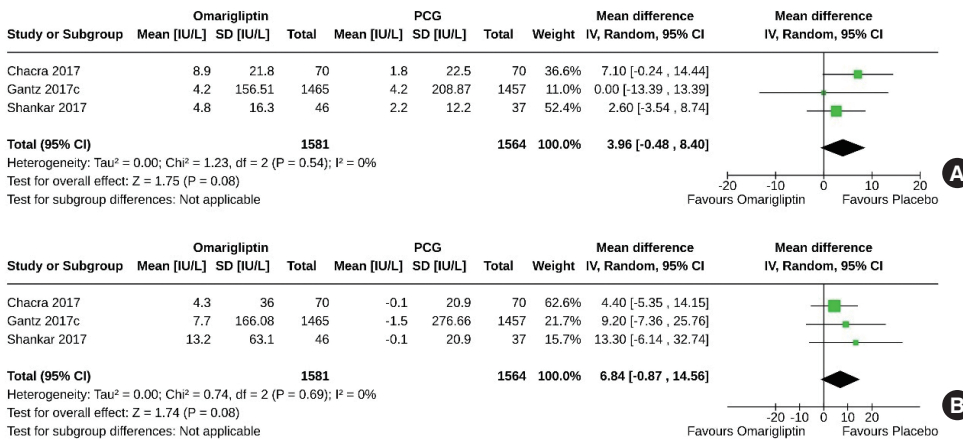 Omarigliptin PCG Mean difference Mean difference
Study or Subgroup Mean [IU/L] SD [IU/L] Total Mean [IU/L] SD [IU/L] Total Weight IV, Random, 95% CI IV, Random, 95% CI
Chacra 2017 8.9 21.8 70 1.8 22.5 70 36.6% 7.10 [-0.24 , 14.44]
Gantz 2017c 4.2 156.51 1465 4.2 208.87 1457 11.0% 0.00 [-13.39 , 13.39]
Shankar 2017 4.8 16.3 46 2.2 12.2 37 52.4% 2.60 [-3.54 , 8.74]
Total (95% CI) 1581 1564 100.0% 3.96 [-0.48 , 8.40]
Heterogeneity: Tau² = 0.00; Chi² = 1.23, df = 2 (P = 0.54); I² = 0%
Test for overall effect: Z = 1.75 (P = 0.08)
Test for subgroup differences: Not applicable
-20 -10 0 10 20
Favours Omarigliptin Favours Placebo
A
Omarigliptin PCG Mean difference Mean difference
Study or Subgroup Mean [IU/L] SD [IU/L] Total Mean [IU/L] SD [IU/L] Total Weight IV, Random, 95% CI IV, Random, 95% CI
Chacra 2017 4.3 36 70 -0.1 20.9 70 62.6% 4.40 [-5.35 , 14.15]
Gantz 2017c 7.7 166.08 1465 -1.5 276.66 1457 21.7% 9.20 [-7.36 , 25.76]
Shankar 2017 13.2 63.1 46 -0.1 20.9 37 15.7% 13.30 [-6.14 , 32.74]
Total (95% CI) 1581 1564 100.0% 6.84 [-0.87 , 14.56]
Heterogeneity: Tau² = 0.00; Chi² = 0.74, df = 2 (P = 0.69); I² = 0%
Test for overall effect: Z = 1.74 (P = 0.08)
Test for subgroup differences: Not applicable
-20 -10 0 10 20
Favours Omarigliptin Favours Placebo
B